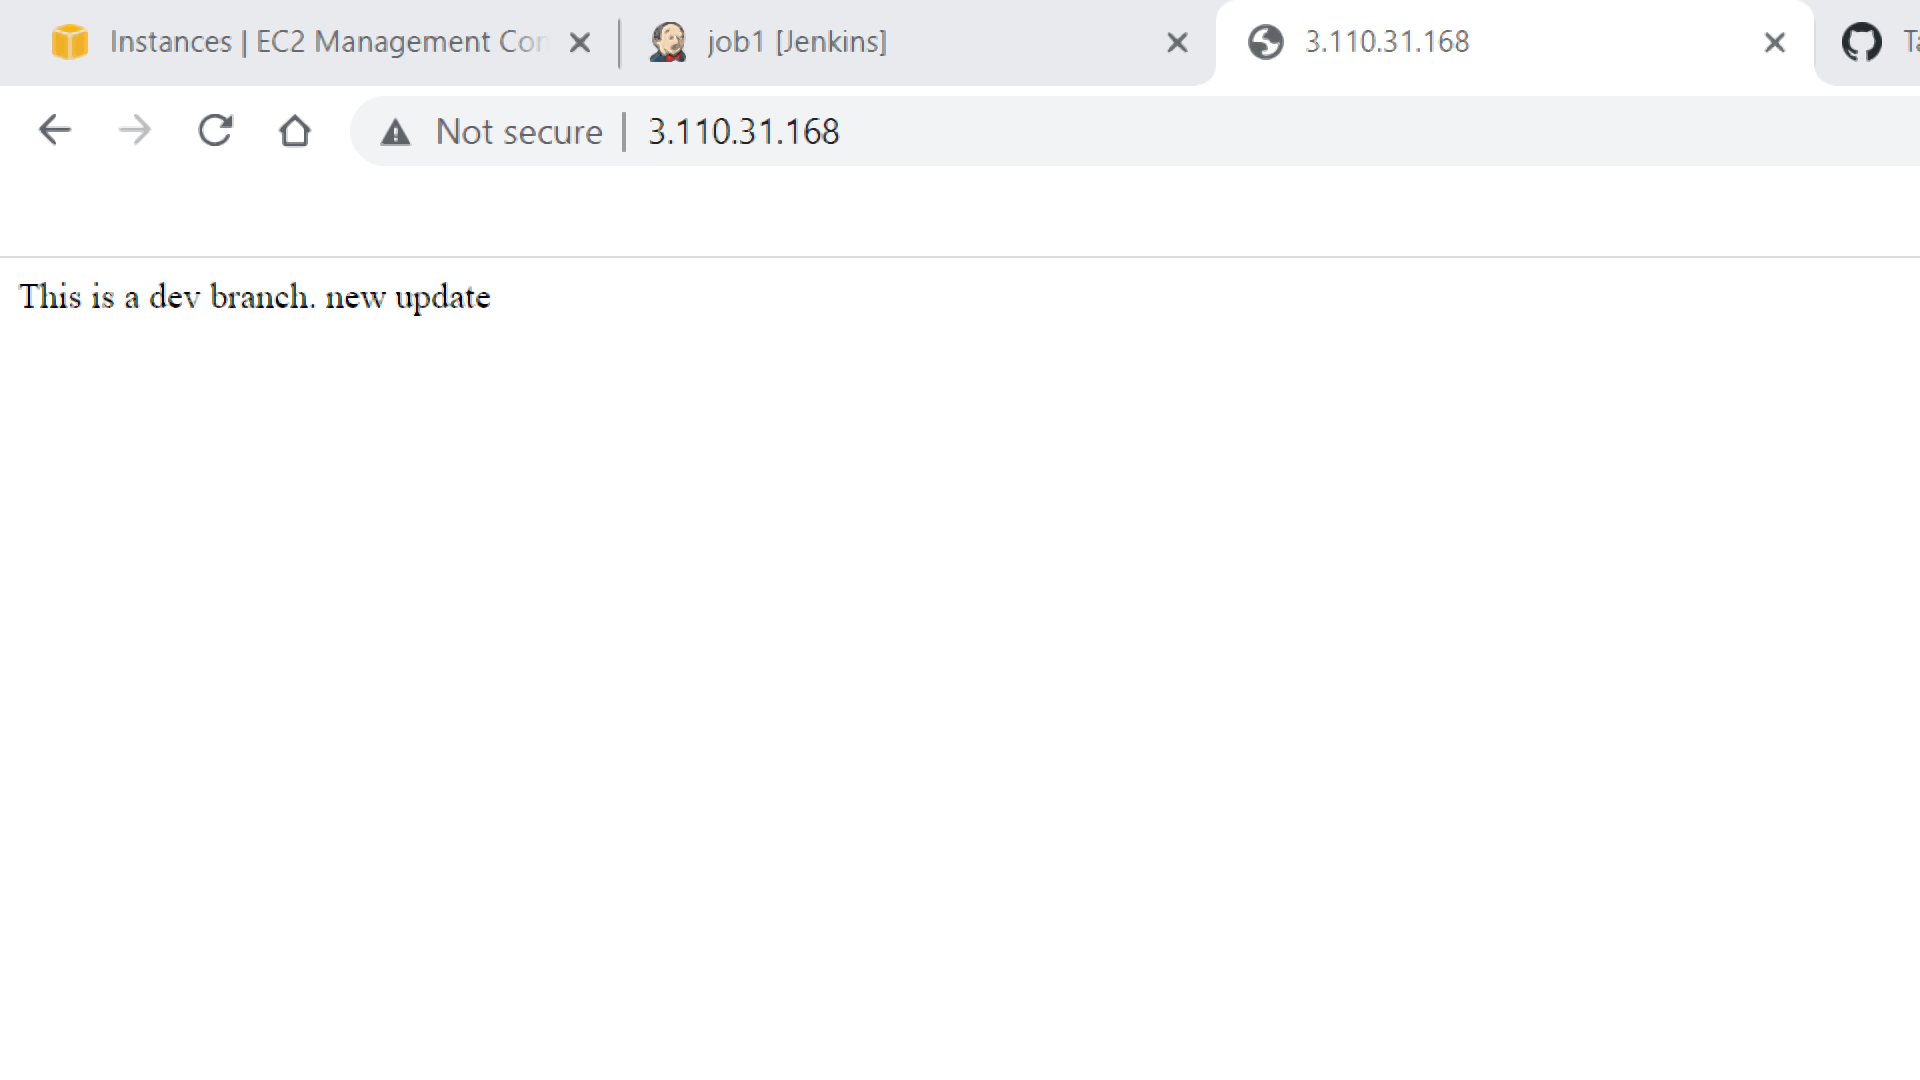 Instances | EC2 Management Con
job1 [Jenkins]
3.110.31.168
Not secure | 3.110.31.168
This is a dev branch. new update